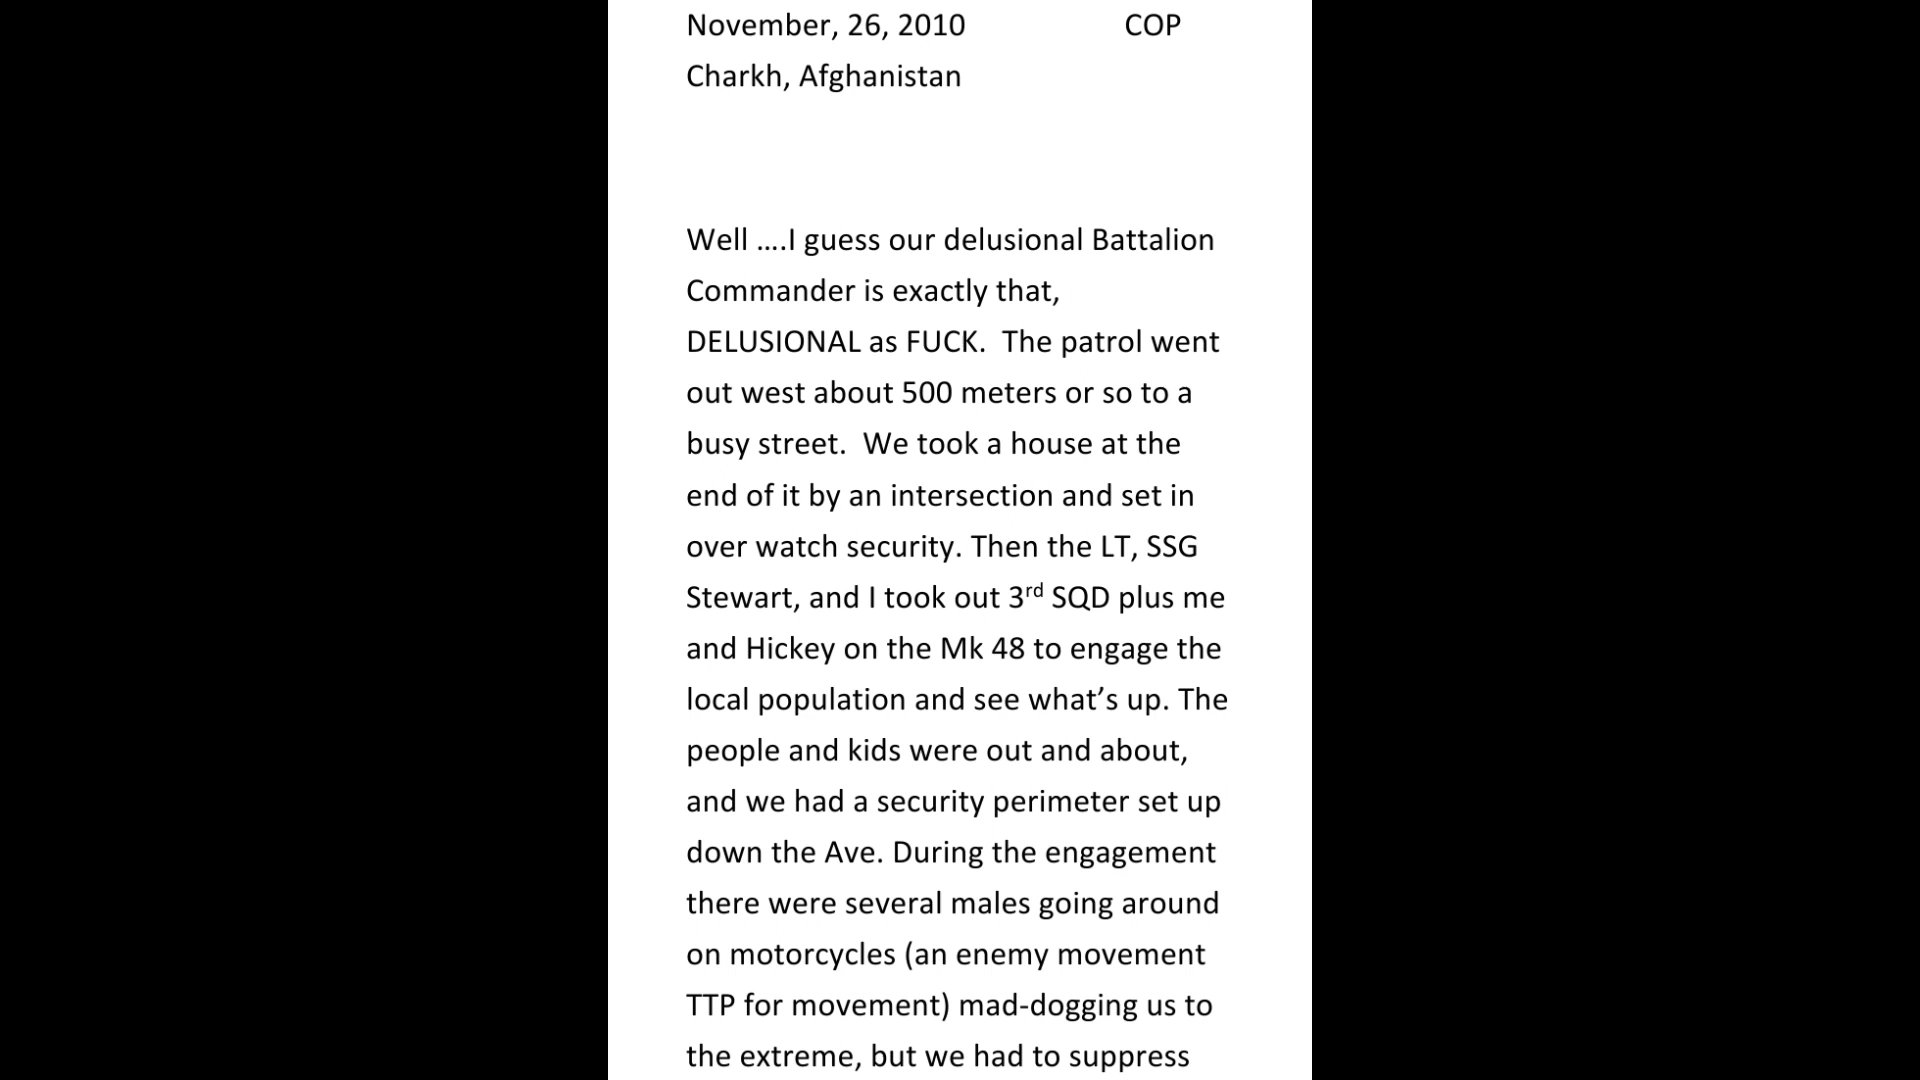 November, 26, 2010 COP
Charkh, Afghanistan
Well ....I guess our delusional Battalion
Commander is exactly that,
DELUSIONAL as FUCK.  The patrol went
out west about 500 meters or so to a
busy street.  We took a house at the
end of it by an intersection and set in
over watch security. Then the LT, SSG
Stewart, and I took out 3rd SQD plus me
and Hickey on the Mk 48 to engage the
local population and see what’s up. The
people and kids were out and about,
and we had a security perimeter set up
down the Ave. During the engagement
there were several males going around
on motorcycles (an enemy movement
TTP for movement) mad-dogging us to
the extreme, but we had to suppress